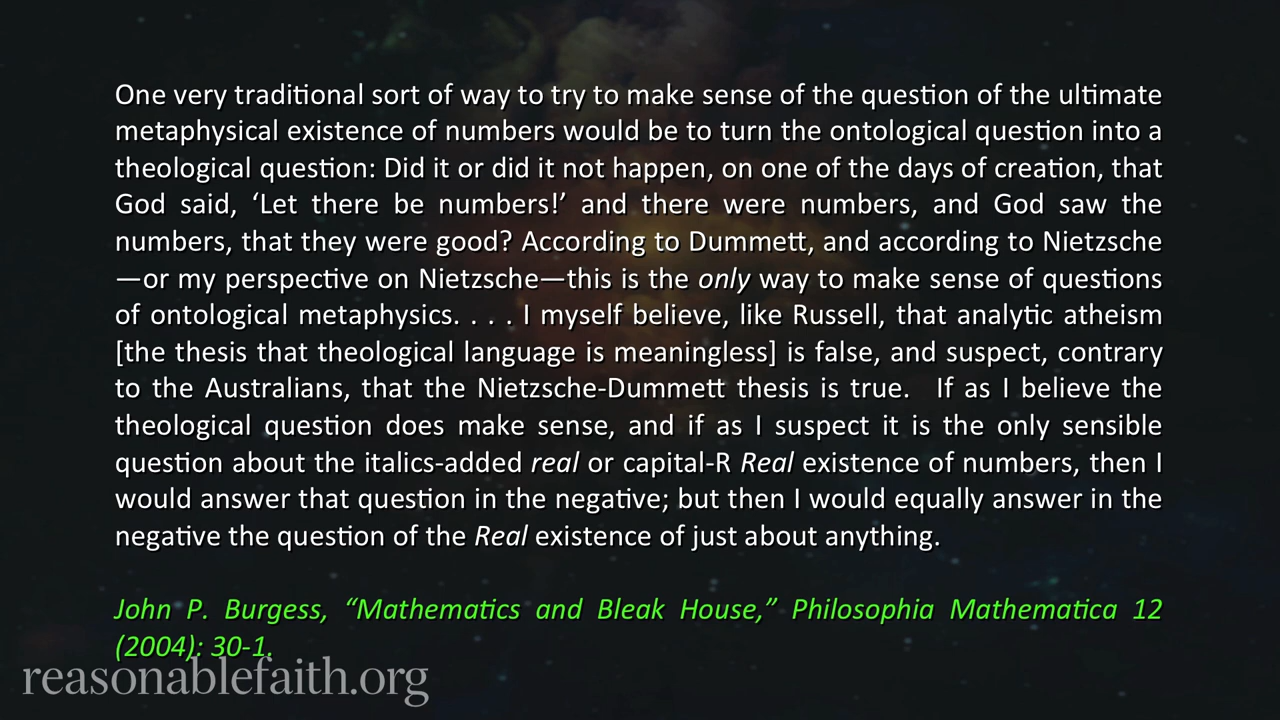 One very traditional sort of way to try to make sense of the question of the ultimate
metaphysical existence of numbers would be to turn the ontological question into a
theological question: Did it or did it not happen, on one of the days of creation, that
God said, ‘Let there be numbers!’ and there were numbers, and God saw the
numbers, that they were good? According to Dummett, and according to Nietzsche
—or my perspective on Nietzsche—this is the only way to make sense of questions
of ontological metaphysics. . . . I myself believe, like Russell, that analytic atheism
[the thesis that theological language is meaningless] is false, and suspect, contrary
to the Australians, that the Nietzsche-Dummett thesis is true.  If as I believe the
theological question does make sense, and if as I suspect it is the only sensible
question about the italics-added real or capital-R Real existence of numbers, then I
would answer that question in the negative; but then I would equally answer in the
negative the question of the Real existence of just about anything.
John P. Burgess, “Mathematics and Bleak House,” Philosophia Mathematica 12
(2004): 30-1.
reasonablefaith.org